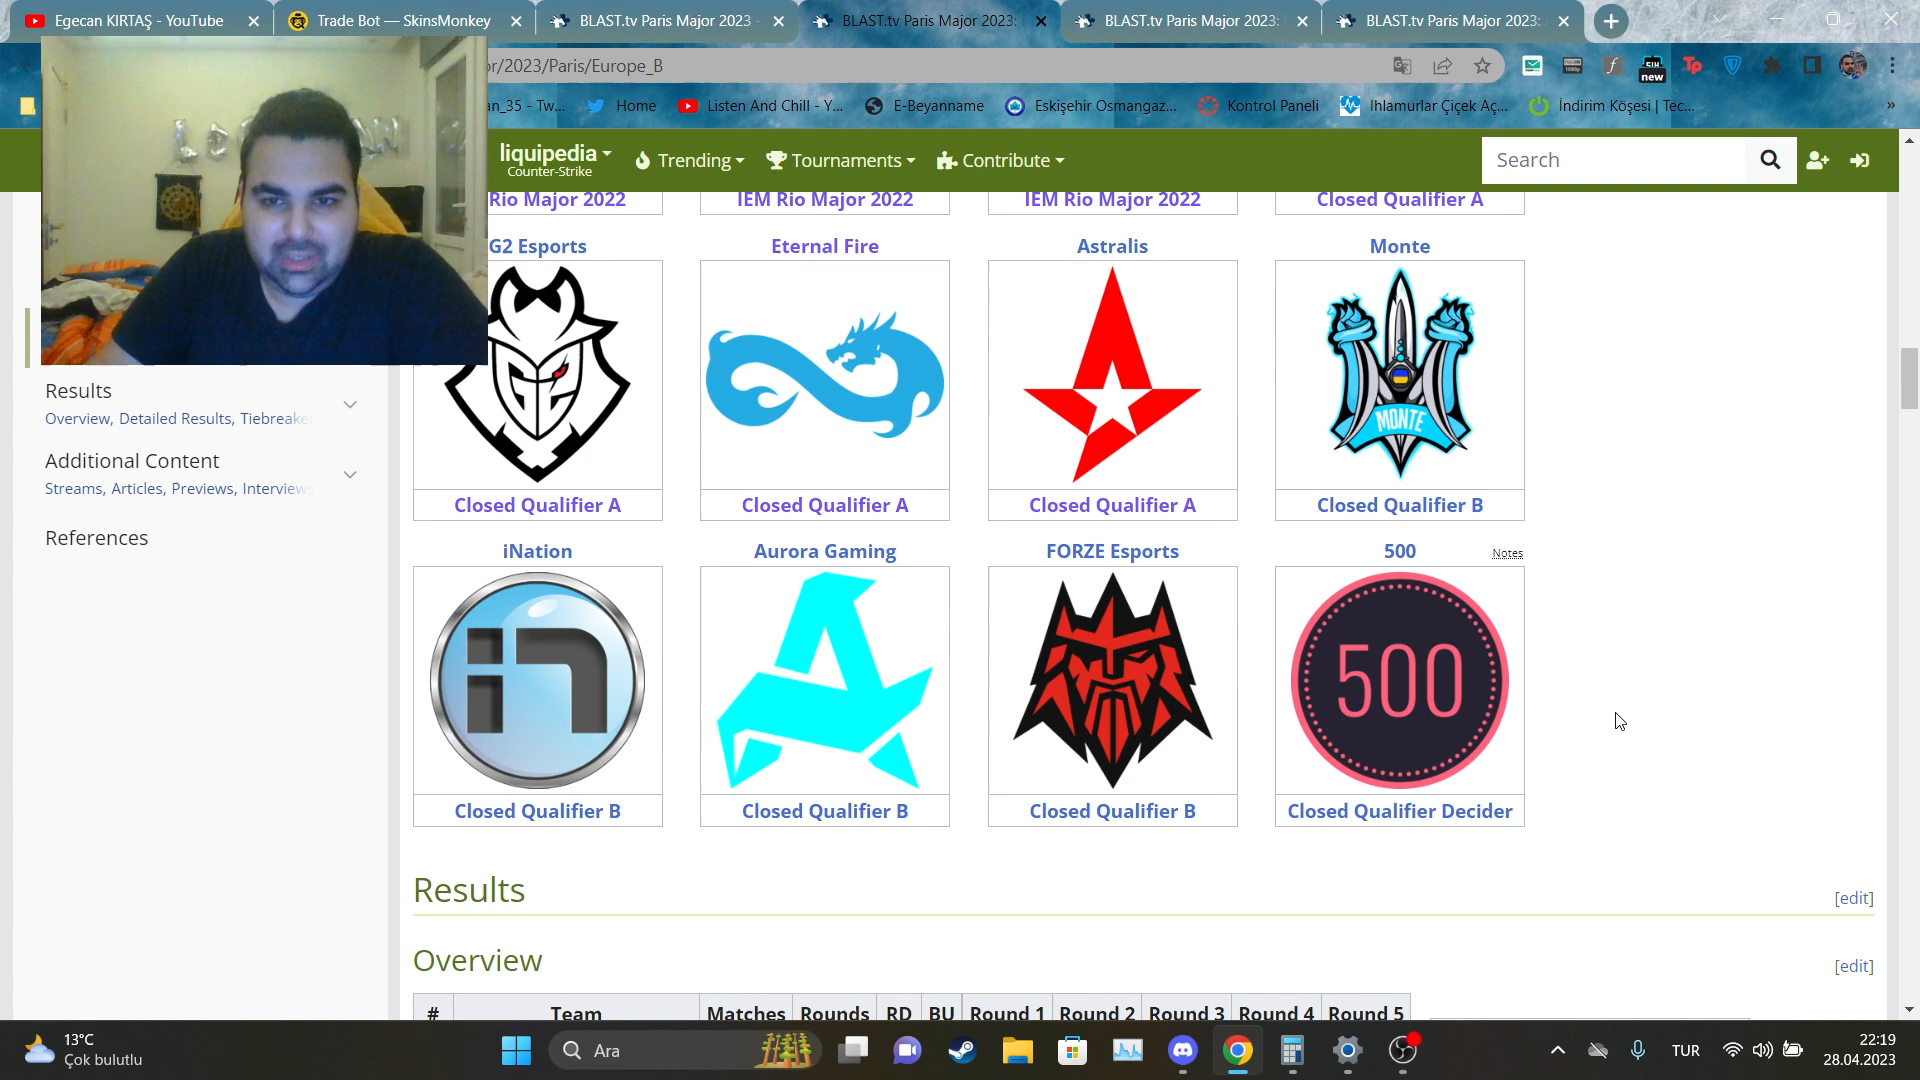 Egecan KIRTAŞ - YouTube
Trade Bot — SkinsMonkey
BLAST.tv Paris Major 2023 -
BLAST.tv Paris Major 2023:
BLAST.tv Paris Major 2023:
BLAST.tv Paris Major 2023:
r/2023/Paris/Europe_B
new
an_35 - Tw...
Home
Listen And Chill - Y...
E-Beyanname
Eskişehir Osmangaz...
Kontrol Paneli
Ihlamurlar Çiçek Aç...
İndirim Köşesi | Tec...
»
liquipedia
Counter-Strike
Trending
Tournaments
Contribute
Search
Rio Major 2022
IEM Rio Major 2022
IEM Rio Major 2022
Closed Qualifier A
G2 Esports
Eternal Fire
Astralis
Monte
MONTE
Closed Qualifier A
Closed Qualifier A
Closed Qualifier A
Closed Qualifier B
Results
Overview, Detailed Results, Tiebreake
Additional Content
Streams, Articles, Previews, Interview
References
iNation
Aurora Gaming
FORZE Esports
500
Notes
in
500
Closed Qualifier B
Closed Qualifier B
Closed Qualifier B
Closed Qualifier Decider
Results
[edit]
Overview
[edit]
# Team Matches Rounds RD BU Round 1 Round 2 Round 3 Round 4 Round 5
13°C
Çok bulutlu
Ara
TUR
22:19
28.04.2023